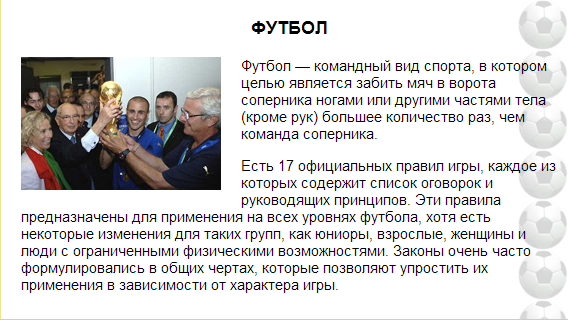 ФУТБОЛ
Футбол — командный вид спорта, в котором
целью является забить мяч в ворота
соперника ногами или другими частями тела
(кроме рук) большее количество раз, чем
команда соперника.
Есть 17 официальных правил игры, каждое из
которых содержит список оговорок и
руководящих принципов. Эти правила
предназначены для применения на всех уровнях футбола, хотя есть
некоторые изменения для таких групп, как юниоры, взрослые, женщины и
люди с ограниченными физическими возможностями. Законы очень часто
формулировались в общих чертах, которые позволяют упростить их
применения в зависимости от характера игры.